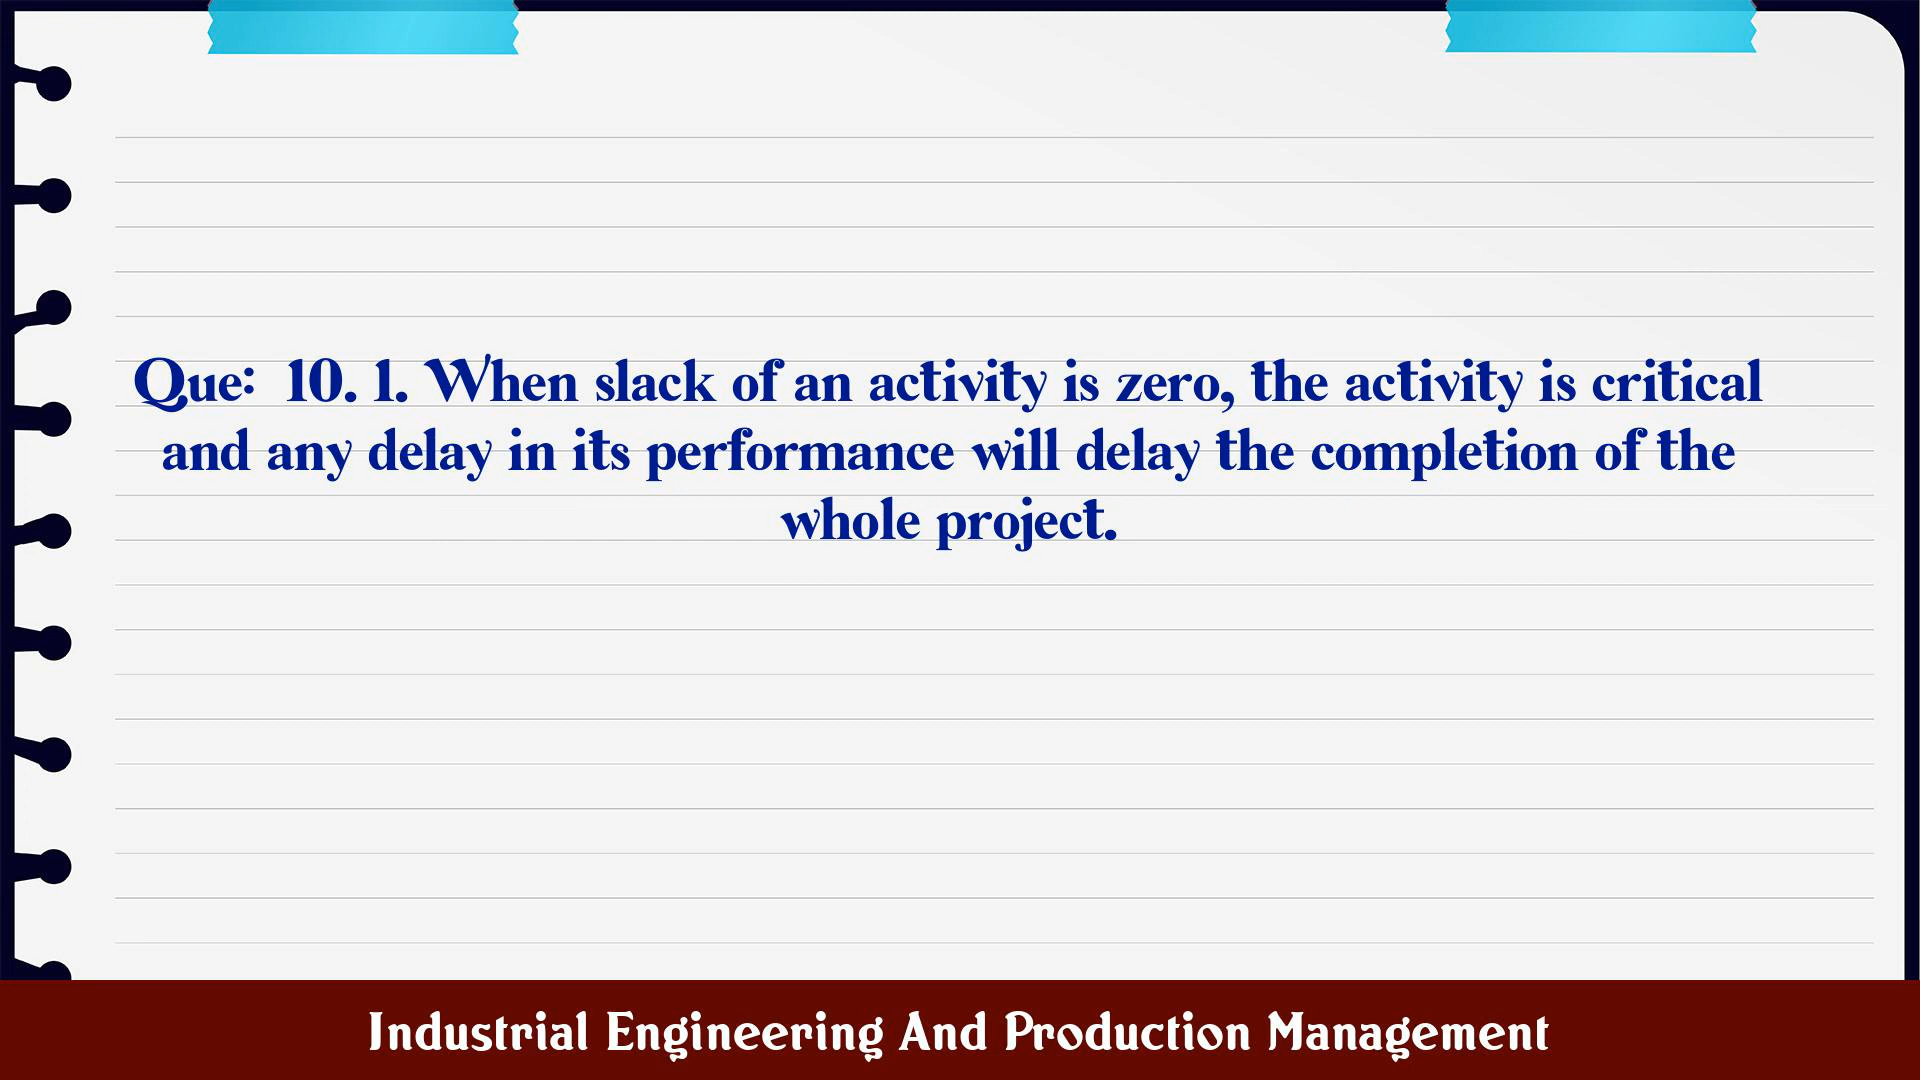 Que: 10. 1. When slack of an activity is zero, the activity is critical
and any delay in its performance will delay the completion of the
whole project.
Industrial Engineering And Production Management